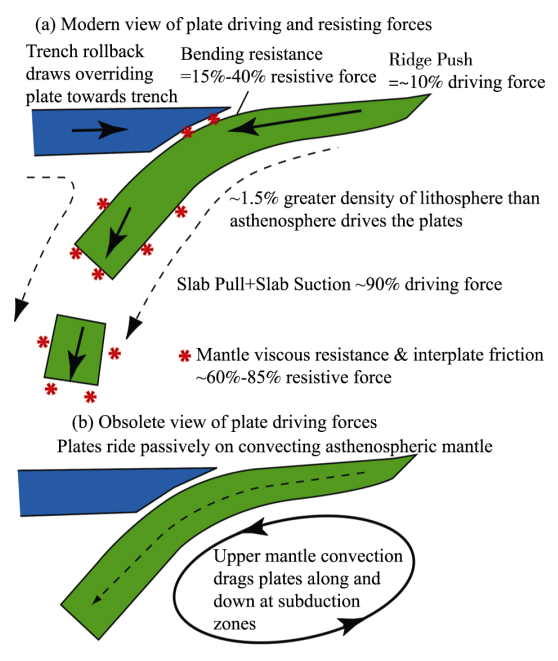 (a) Modern view of plate driving and resisting forces
Trench rollback
draws overriding
plate towards trench
Bending resistance
=15%-40% resistive force
Ridge Push
=~10% driving force
~1.5% greater density of lithosphere than
asthenosphere drives the plates
Slab Pull+Slab Suction ~90% driving force
Mantle viscous resistance & interplate friction
~60%-85% resistive force
(b) Obsolete view of plate driving forces
Plates ride passively on convecting asthenospheric mantle
Upper mantle convection
drags plates along and
down at subduction
zones